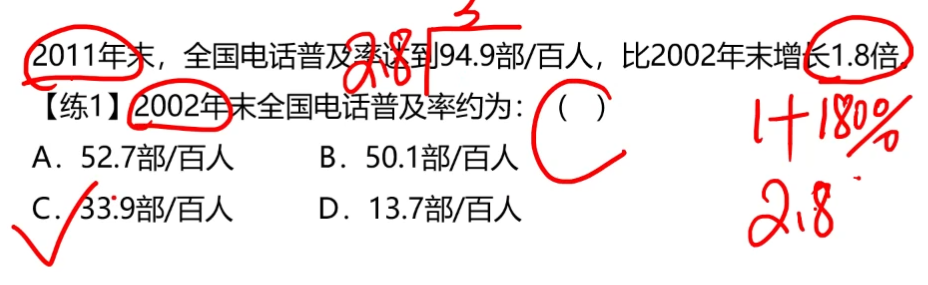 3
2011年末，全国电话普及率达到94.9部/百人，比2002年末增长1.8倍。
2.8
【练1】2002年末全国电话普及率约为：（ ）
C
1+180%
A. 52.7部/百人 B. 50.1部/百人
C. 33.9部/百人 D. 13.7部/百人
2.8